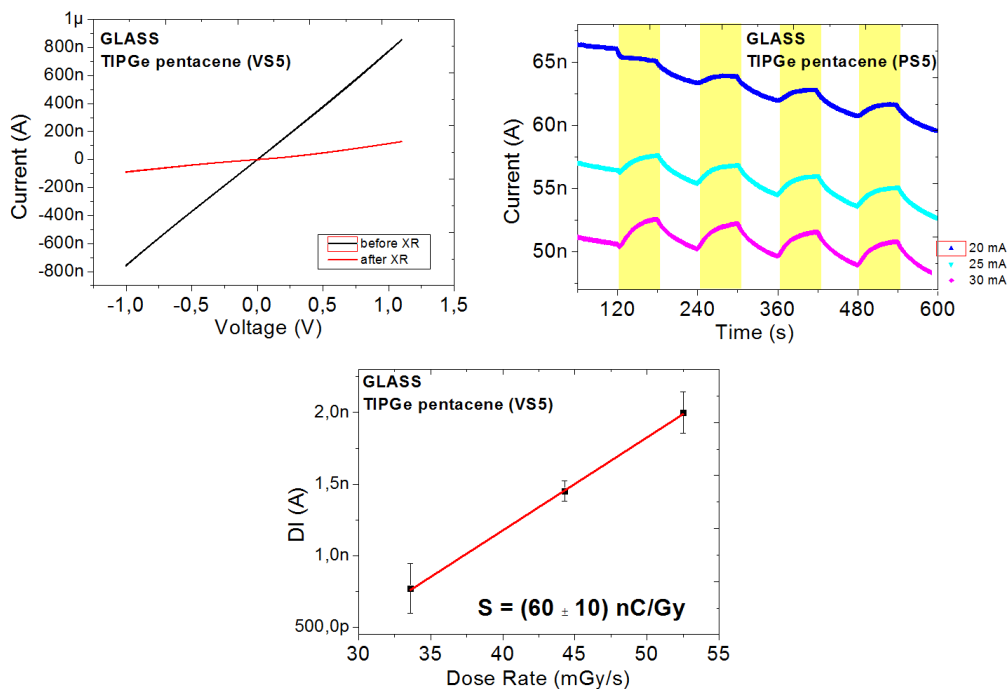 1µ
800n
600n
400n
200n
0
-200n
-400n
-600n
-800n
Current (A)
GLASS
TIPGe pentacene (VS5)
before XR
after XR
-1,0 -0,5 0,0 0,5 1,0 1,5
Voltage (V)
65n
60n
55n
50n
Current (A)
GLASS
TIPGe pentacene (PS5)
20 mA
25 mA
30 mA
120 240 360 480 600
Time (s)
2,0n
1,5n
1,0n
500,0p
DI (A)
GLASS
TIPGe pentacene (VS5)
S = (60 ± 10) nC/Gy
30 35 40 45 50 55
Dose Rate (mGy/s)